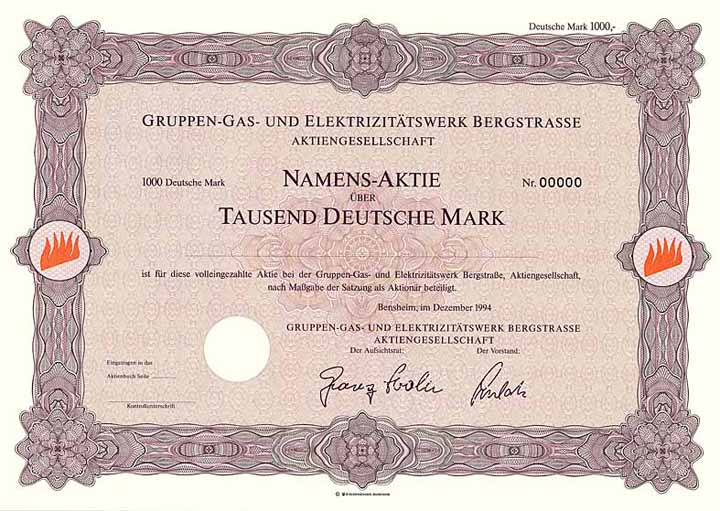 Deutsche Mark 1000,-
GRUPPEN-GAS- UND ELEKTRIZITÄTSWERK BERGSTRASSE
AKTIENGESELLSCHAFT
1000 Deutsche Mark NAMENS-AKTIE Nr. 00000
ÜBER
TAUSEND DEUTSCHE MARK
ist für diese volleingezahlte Aktie bei der Gruppen-Gas- und Elektrizitätswerk Bergstraße, Aktiengesellschaft,
nach Maßgabe der Satzung als Aktionär beteiligt.
Bensheim, im Dezember 1994
GRUPPEN-GAS- UND ELEKTRIZITÄTSWERK BERGSTRASSE
AKTIENGESELLSCHAFT
Der Aufsichtsrat: Der Vorstand:
Eingetragen in das
Aktienbuch Seite
Kontrollunterschrift